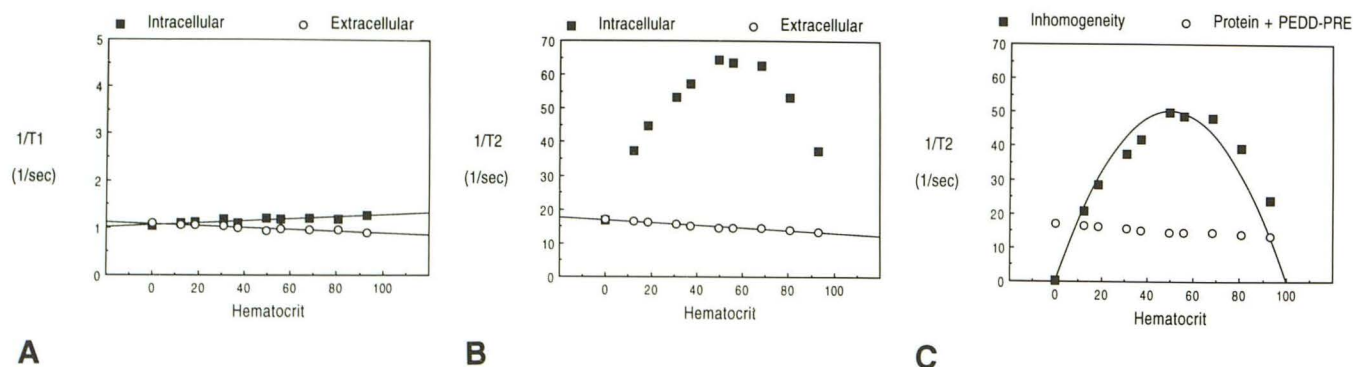 ■ Intracellular ○ Extracellular
5
4
3
2
1
0
1/T1
(1/sec)
0 20 40 60 80 100
Hematocrit
A
■ Intracellular ○ Extracellular
70
60
50
40
30
20
10
0
1/T2
(1/sec)
0 20 40 60 80 100
Hematocrit
B
■ Inhomogeneity ○ Protein + PEDD-PRE
70
60
50
40
30
20
10
0
1/T2
(1/sec)
0 20 40 60 80 100
Hematocrit
C